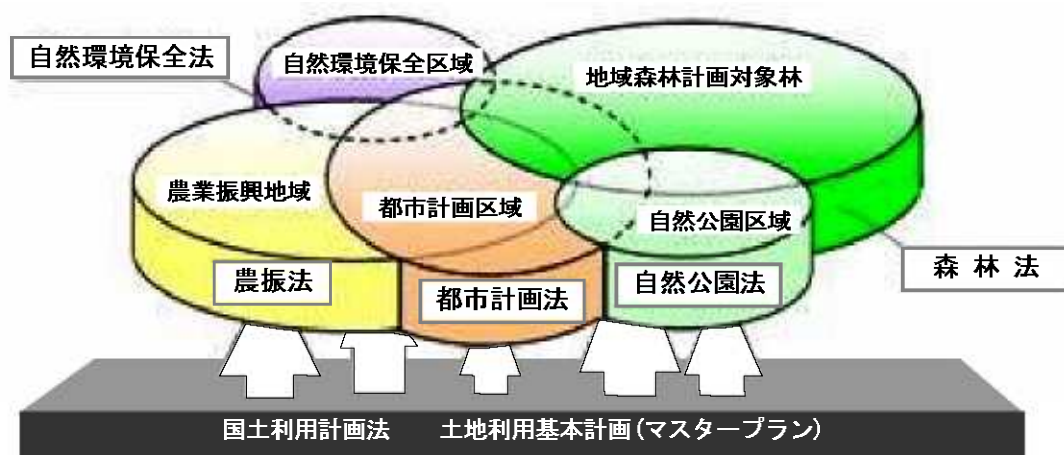 自然環境保全法
自然環境保全区域
地域森林計画対象林
農業振興地域
都市計画区域
自然公園区域
農振法
都市計画法
自然公園法
森 林 法
国土利用計画法　　土地利用基本計画(マスタープラン)